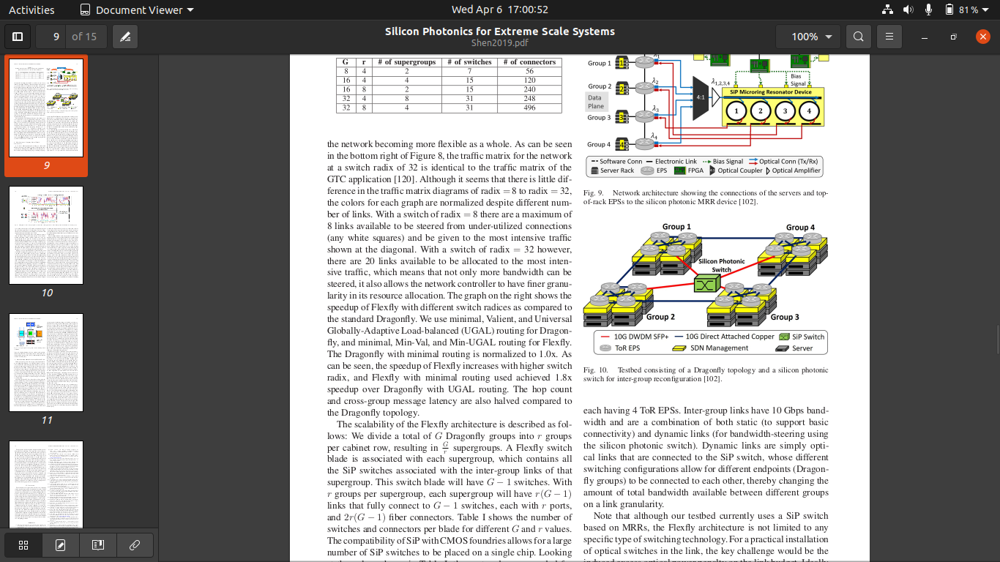 Activities
Document Viewer
Wed Apr 6 17:00:52
81 %
9 of 15
Silicon Photonics for Extreme Scale Systems
Shen2019.pdf
100%
9
10
11
G r # of supergroups # of switches # of connectors
8 4 2 7 56
16 4 4 15 120
16 8 2 15 240
32 4 8 31 248
32 8 4 31 496
the network becoming more flexible as a whole. As can be seen
in the bottom right of Figure 8, the traffic matrix for the network
at a switch radix of 32 is identical to the traffic matrix of the
GTC application [120]. Although it seems that there is little dif-
ference in the traffic matrix diagrams of radix = 8 to radix = 32,
the colors for each graph are normalized despite different num-
ber of links. With a switch of radix = 8 there are a maximum of
8 links available to be steered from under-utilized connections
(any white squares) and be given to the most intensive traffic
shown at the diagonal. With a switch of radix = 32 however,
there are 20 links available to be allocated to the most inten-
sive traffic, which means that not only more bandwidth can be
steered, it also allows the network controller to have finer granu-
larity in its resource allocation. The graph on the right shows the
speedup of Flexfly with different switch radices as compared to
the standard Dragonfly. We use minimal, Valient, and Universal
Globally-Adaptive Load-balanced (UGAL) routing for Dragon-
fly, and minimal, Min-Val, and Min-UGAL routing for Flexfly.
The Dragonfly with minimal routing is normalized to 1.0x. As
can be seen, the speedup of Flexfly increases with higher switch
radix, and Flexfly with minimal routing used achieved 1.8x
speedup over Dragonfly with UGAL routing. The hop count
and cross-group message latency are also halved compared to
the Dragonfly topology.
The scalability of the Flexfly architecture is described as fol-
lows: We divide a total of G Dragonfly groups into r groups
per cabinet row, resulting in G/r supergroups. A Flexfly switch
blade is inserted with each supergroup, which contains all
the SiP switches associated with the inter-group links of that
supergroup. A switch blade will have G − 1 switches. With
r groups per supergroup, each supergroup will have r(G − 1)
links that may connect to G − 1 switches, each with radix r
and 2r(G − 1) fiber connectors. Table I shows the number of
switches and connectors per blade for different G and r values.
The compatibility of SiP with CMOS foundries allows for a large
number of SiP switches to be placed on a single chip. Looking
Group 1
Group 2
Data
Plane
Group 3
Group 4
1
2
3
4
λ1
λ2
λ3
λ4
4:1
λ1,2,3,4
Bias
Signal
SiP Microring Resonator Device
1 2 3 4
Software Conn Electronic Link Bias Signal Optical Conn (Tx/Rx)
Server Rack EPS FPGA Optical Coupler Optical Amplifier
Fig. 9. Network architecture showing the connections of the servers and top-
of-rack EPSs to the silicon photonic MRR device [102].
Group 1
Group 4
Silicon Photonic
Switch
Group 2
Group 3
10G DWDM SFP+ 10G Direct Attached Copper SiP Switch
ToR EPS SDN Management Server
Fig. 10. Testbed consisting of a Dragonfly topology and a silicon photonic
switch for inter-group reconfiguration [102].
each having 4 ToR EPSs. Inter-group links have 10 Gbps band-
width and are a combination of both static (to support basic
connectivity) and dynamic links (for bandwidth-steering using
the silicon photonic switch). Dynamic links are simply opti-
cal links that are connected to the SiP switch, whose different
switching configurations allow for different endpoints (Dragon-
fly groups) to be connected to each other, thereby changing the
amount of total bandwidth available between different groups
at a link granularity.
Note that although our testbed currently uses a SiP switch
based on MRRs, the Flexfly architecture is not limited to any
specific type of switching technology. For a practical installation
of optical switches in the link, the key challenge would be the